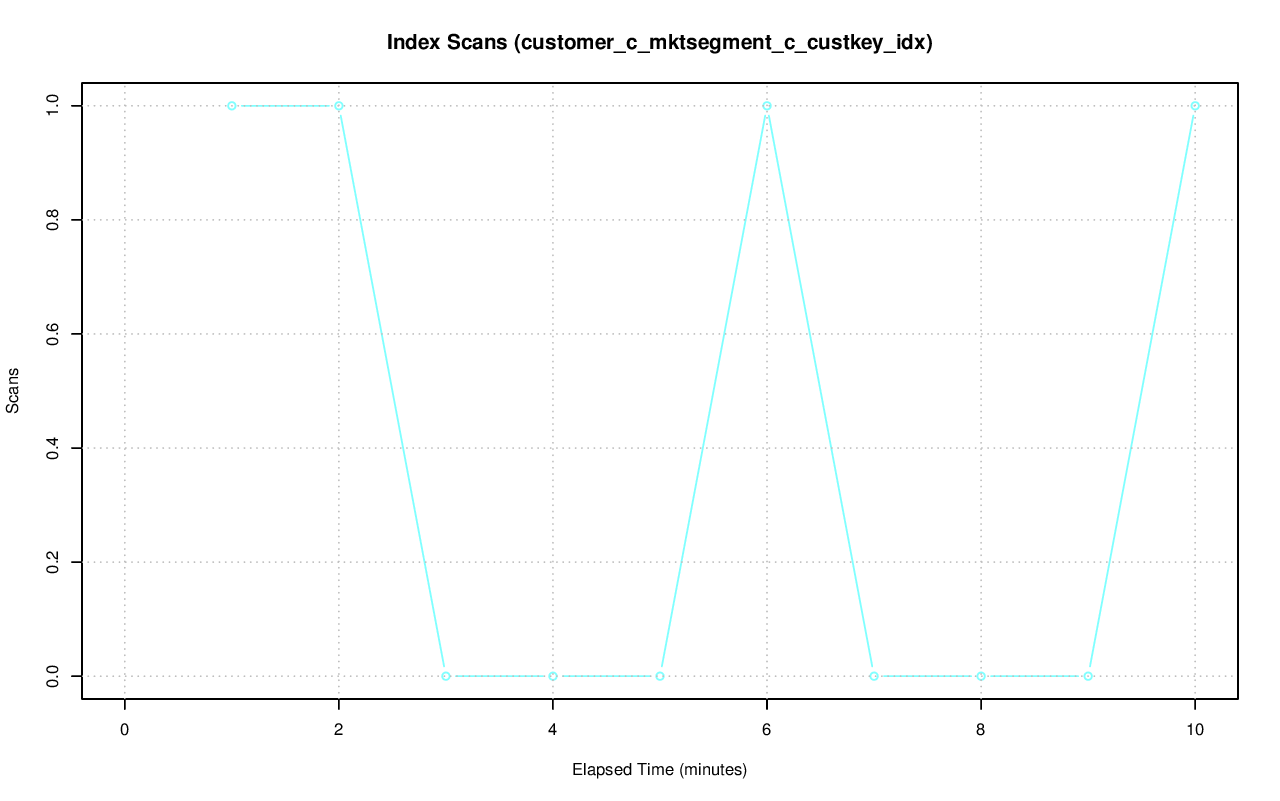 Index Scans (customer_c_mktsegment_c_custkey_idx)
1.0
0.8
0.6
0.4
0.2
0.0
Scans
0 2 4 6 8 10
Elapsed Time (minutes)